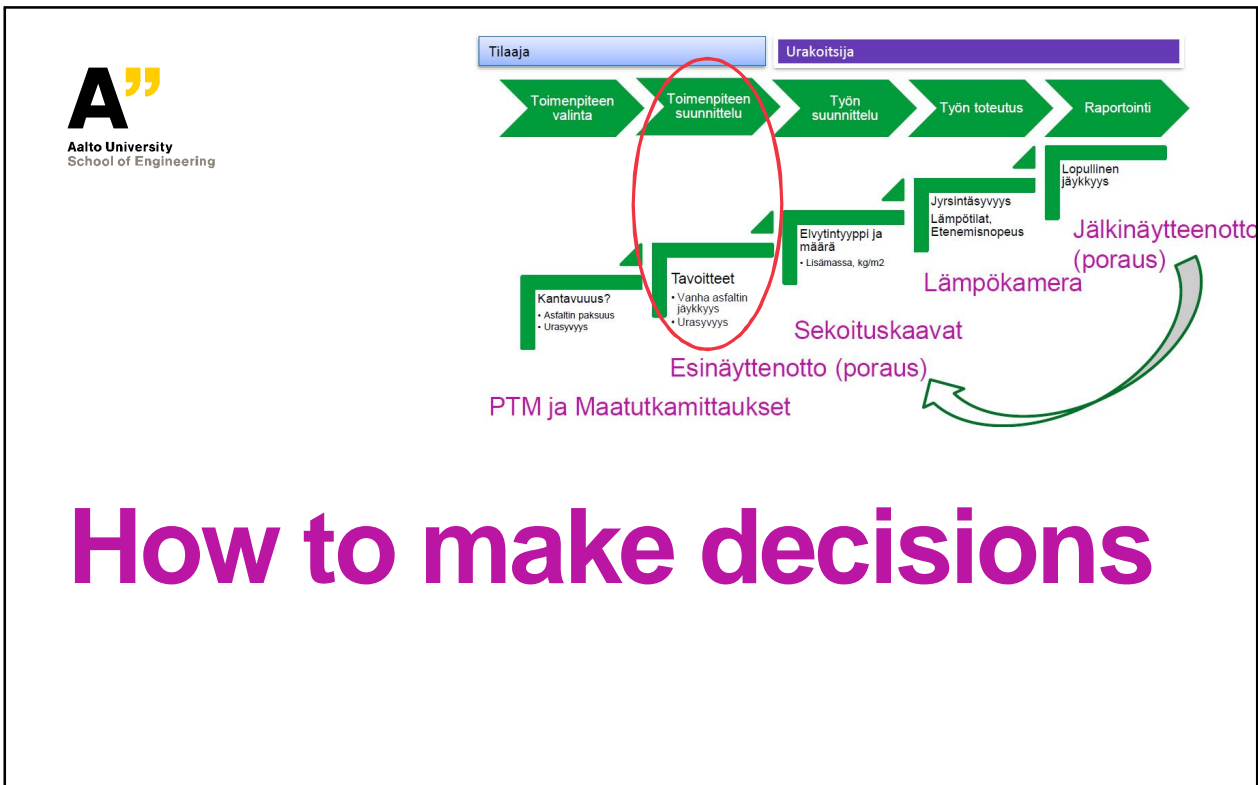 Tilaaja
Urakoitsija
A”
Aalto University
School of Engineering
Toimenpiteen
valinta
Toimenpiteen
suunnittelu
Työn
suunnittelu
Työn toteutus
Raportointi
Kantavuuus?
• Asfaltin paksuus
• Urasyvyys
Tavoitteet
• Vanha asfaltin
jäykkyys
• Urasyvyys
Elvytintyyppi ja
määrä
• Lisämassa, kg/m2
Jyrsintäsyvyys
Lämpötilat,
Etenemisnopeus
Lopullinen
jäykkyys
Jälkinäytteenotto
(poraus)
Lämpökamera
Sekoituskaavat
Esinäyttenotto (poraus)
PTM ja Maatutkamittaukset
How to make decisions